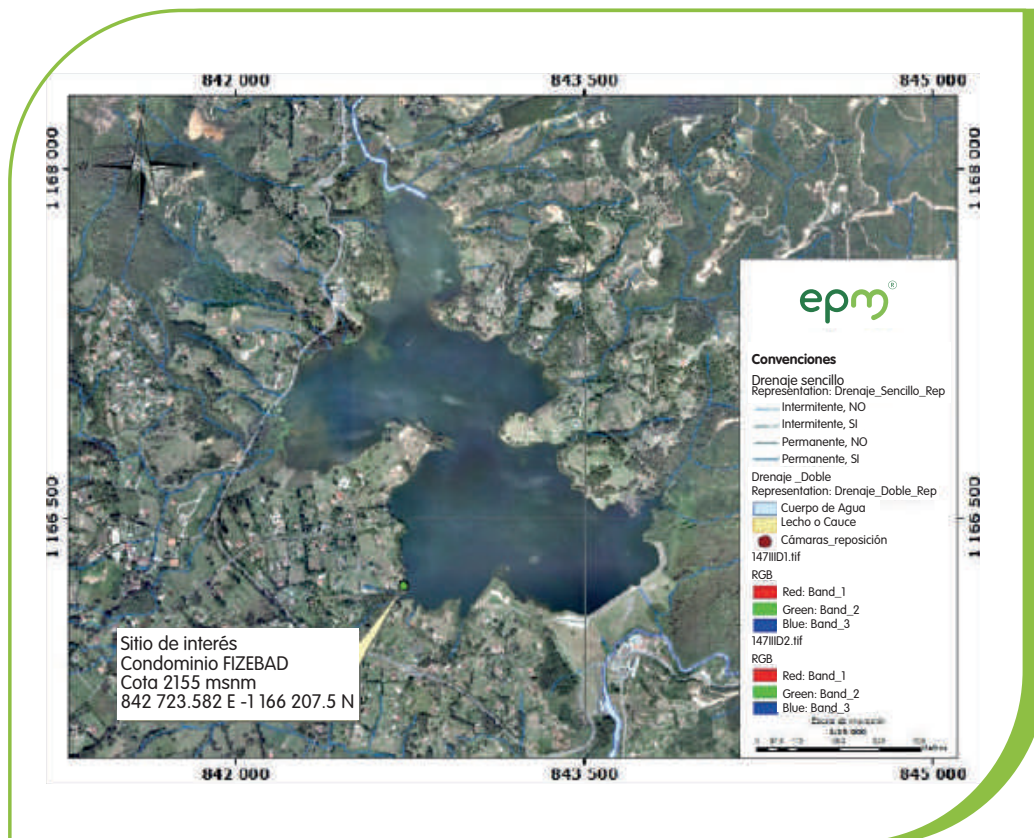 842 000
843 500
845 000
1 168 000
1 168 000
1 166 500
1 166 500
epm®
Convenciones
Drenaje sencillo
Representation: Drenaje_Sencillo_Rep
Intermitente, NO
Intermitente, SI
Permanente, NO
Permanente, SI
Drenaje _Doble
Representation: Drenaje_Doble_Rep
Cuerpo de Agua
Lecho o Cauce
Cámaras_reposición
147IIID1.tif
RGB
Red: Band_1
Green: Band_2
Blue: Band_3
147IIID2.tif
RGB
Red: Band_1
Green: Band_2
Blue: Band_3
Sitio de interés
Condominio FIZEBAD
Cota 2155 msnm
842 723.582 E -1 166 207.5 N
842 000
843 500
845 000